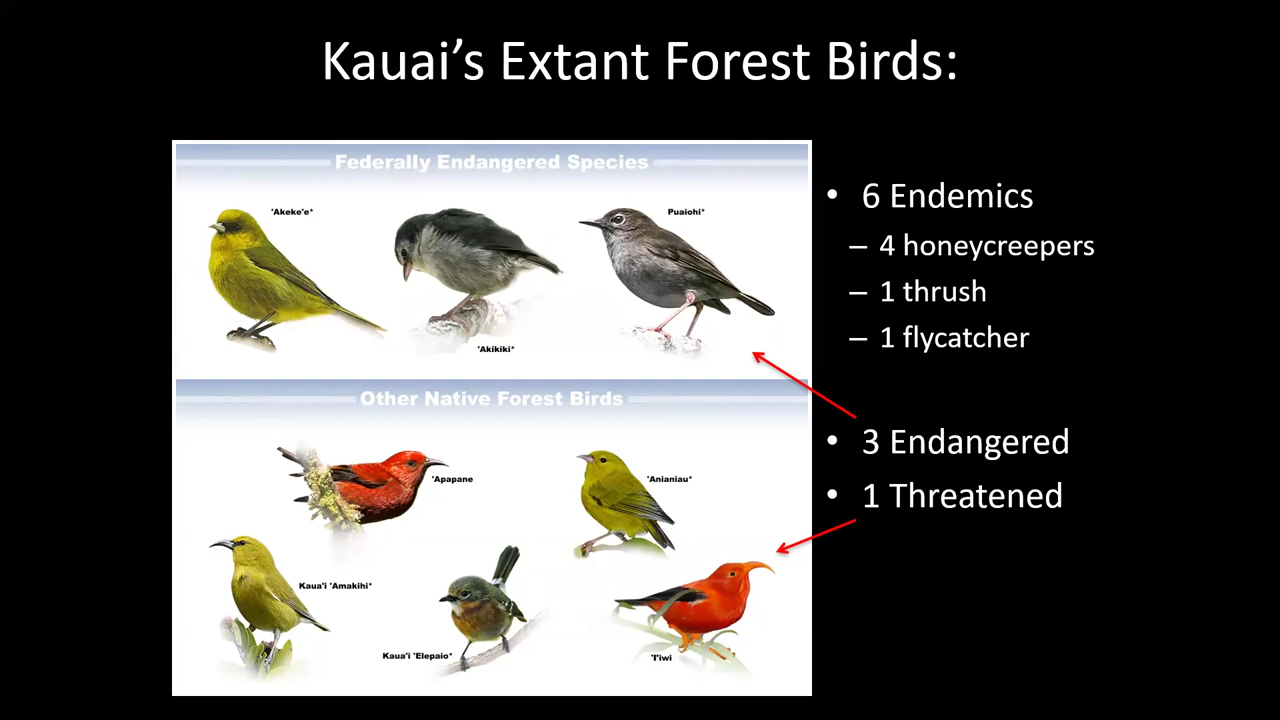 Kauai’s Extant Forest Birds:
Federally Endangered Species
'Akeke'e*
Puaiohi*
'Akikiki*
Other Native Forest Birds
'Apapane
'Anianiau*
Kaua'i 'Amakihi*
Kaua'i 'Elepaio*
'I'iwi
• 6 Endemics
– 4 honeycreepers
– 1 thrush
– 1 flycatcher
• 3 Endangered
• 1 Threatened